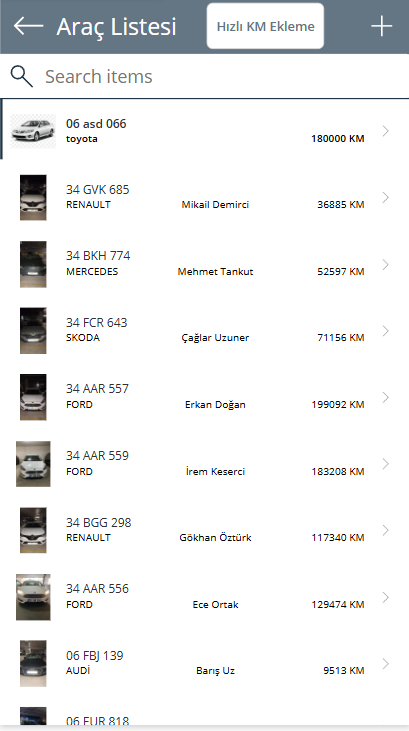 Araç Listesi
Hızlı KM Ekleme
Search items
06 asd 066
toyota 180000 KM
34 GVK 685
RENAULT Mikail Demirci 36885 KM
34 BKH 774
MERCEDES Mehmet Tankut 52597 KM
34 FCR 643
SKODA Çağlar Uzuner 71156 KM
34 AAR 557
FORD Erkan Doğan 199092 KM
34 AAR 559
FORD İrem Keserci 183208 KM
34 BGG 298
RENAULT Gökhan Öztürk 117340 KM
34 AAR 556
FORD Ece Ortak 129474 KM
06 FBJ 139
AUDİ Barış Uz 9513 KM
06 EUR 818